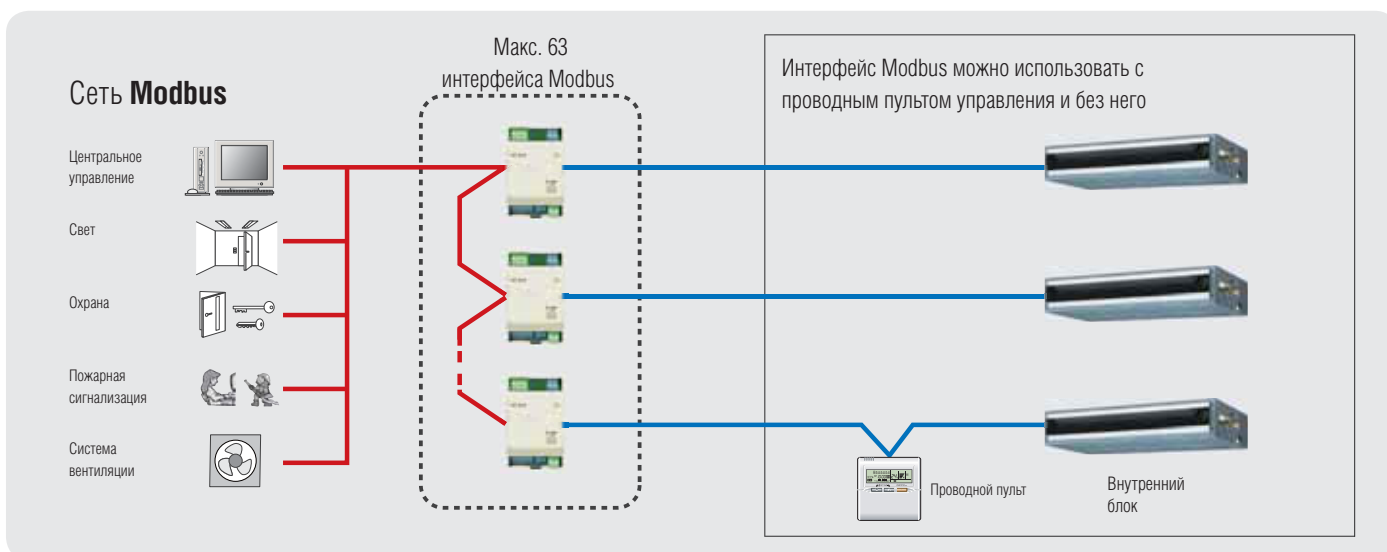 Макс. 63
интерфейса Modbus
Интерфейс Modbus можно использовать с
проводным пультом управления и без него
Сеть Modbus
Центральное
управление
Свет
Охрана
Пожарная
сигнализация
Система
вентиляции
Проводной пульт
Внутренний
блок